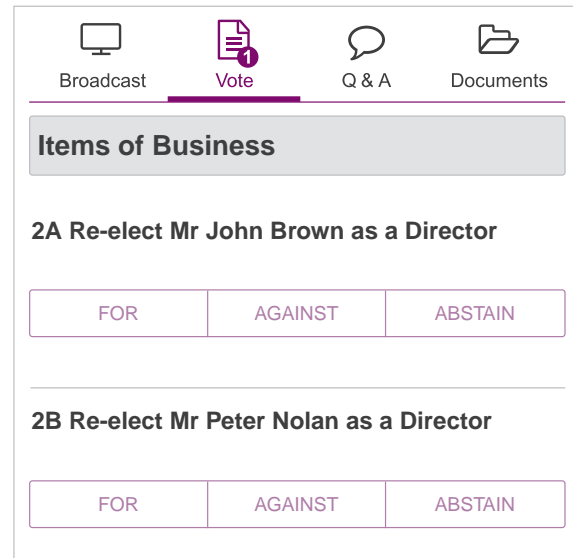 1
Broadcast Vote Q & A Documents
Items of Business
2A Re-elect Mr John Brown as a Director
FOR AGAINST ABSTAIN
2B Re-elect Mr Peter Nolan as a Director
FOR AGAINST ABSTAIN